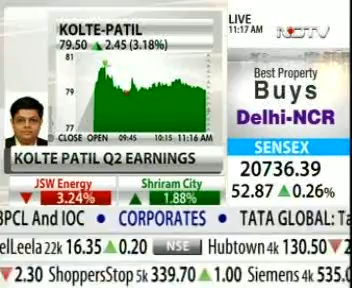 KOLTE-PATIL
79.50 ▲ 2.45 (3.18%)
81
79
77
CLOSE OPEN 09:45 10:15 11:16 AM
KOLTE PATIL Q2 EARNINGS
LIVE
11:17 AM
NDTV
Best Property
Buys
Delhi-NCR
SENSEX
20736.39
52.87 ▲ 0.26%
JSW Energy
▼ 3.24%
Shriram City
▲ 1.88%
BPCL And IOC • CORPORATES • TATA GLOBAL: Ta
elLeela 22k 16.35 ▲ 0.20 NSE Hubtown 4k 130.50 ▼ 2
▼ 2.30 ShoppersStop 5k 339.70 ▲ 1.00 Siemens 4k 535.0